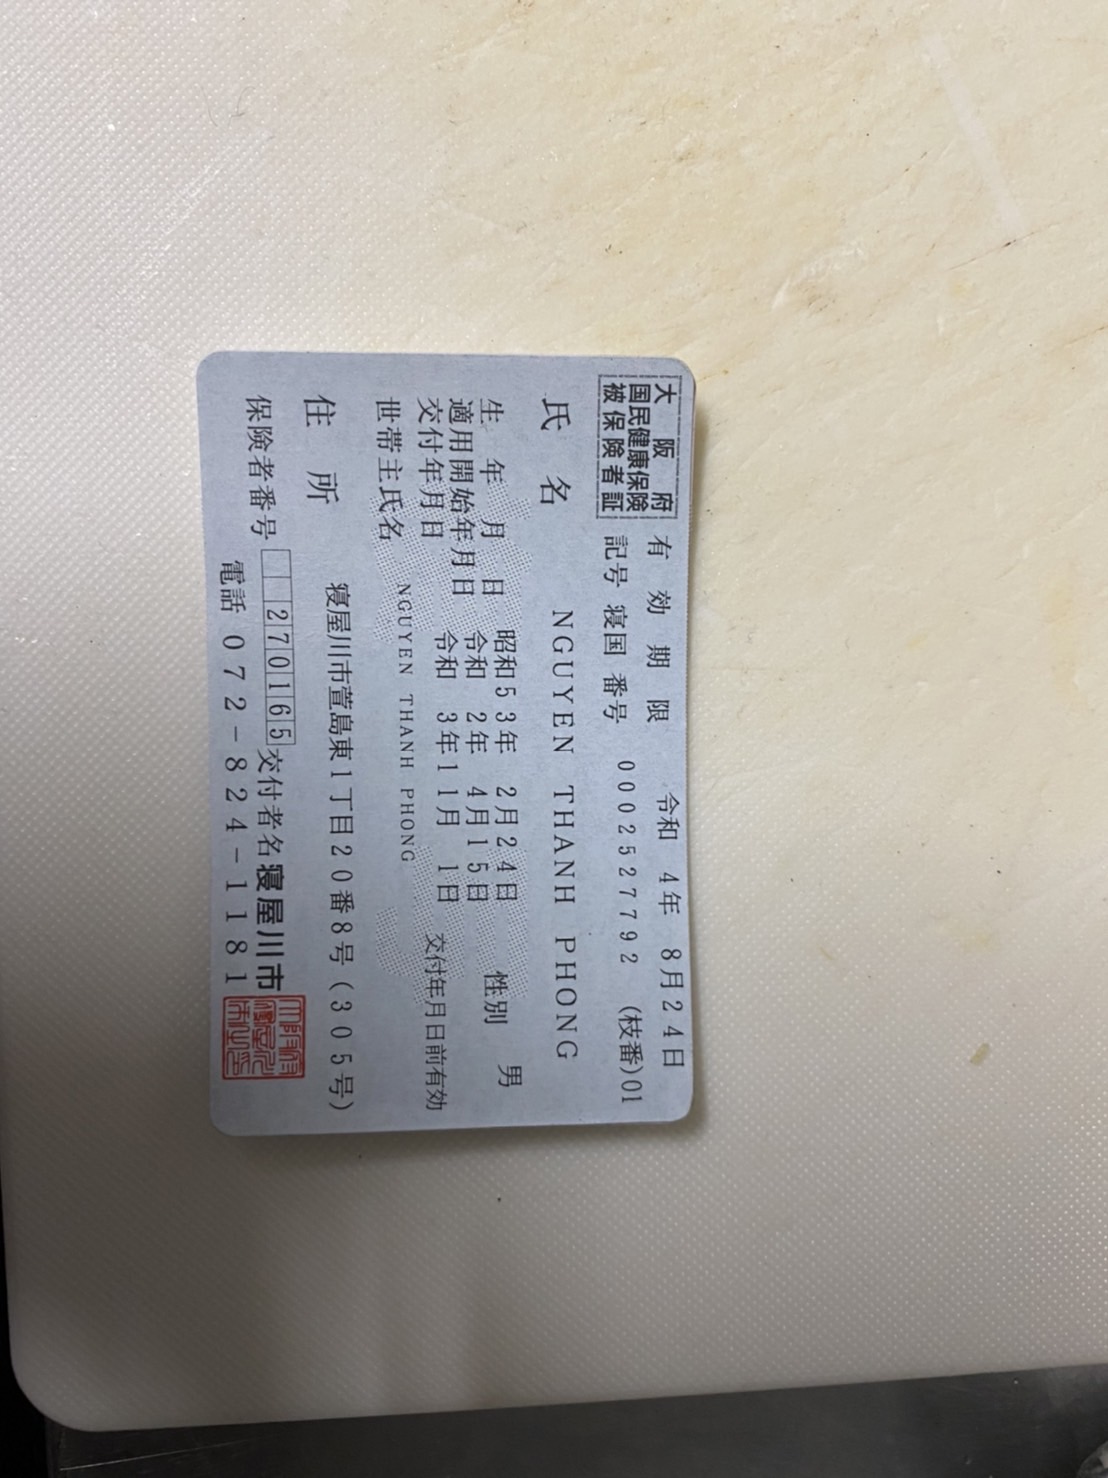 大阪府
国民健康保険
被保険者証
有効期限 令和 4年 8月24日
記号 寝国 番号 0002527792 (枝番)01
氏名 NGUYEN THANH PHONG
生年月日 昭和53年 2月24日 性別 男
適用開始年月日 令和 2年 4月15日
交付年月日 令和 3年11月 1日 交付年月日前有効
世帯主氏名 NGUYEN THANH PHONG
住所 寝屋川市萱島東1丁目20番8号(305号)
保険者番号 270165 交付者名 寝屋川市
電話 072-824-1181